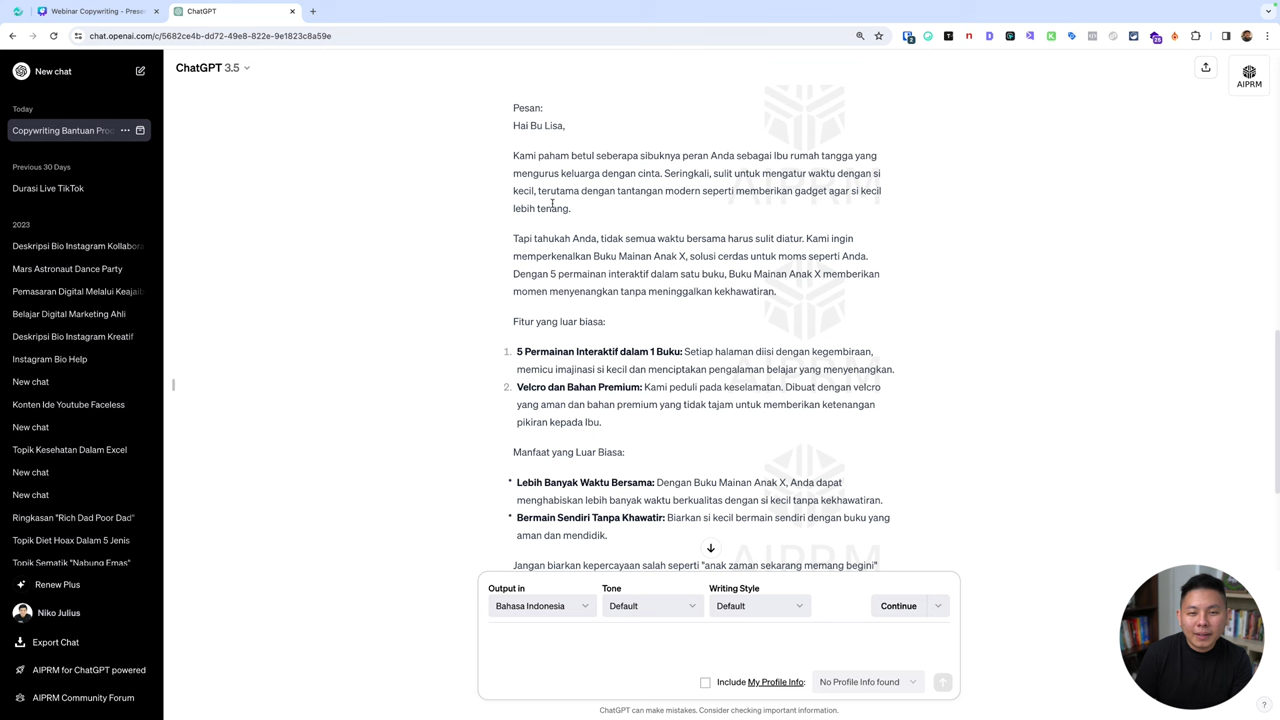 Webinar Copywriting - Prese
ChatGPT
chat.openai.com/c/5682ce4b-dd72-49e8-822e-9e1823c8a59e
New chat
Today
Copywriting Bantuan Pro
Previous 30 Days
Durasi Live TikTok
2023
Deskripsi Bio Instagram Kollabora
Mars Astronaut Dance Party
Pemasaran Digital Melalui Keajaib
Belajar Digital Marketing Ahli
Deskripsi Bio Instagram Kreatif
Instagram Bio Help
New chat
Konten Ide Youtube Faceless
New chat
Topik Kesehatan Dalam Excel
New chat
New chat
Ringkasan "Rich Dad Poor Dad"
Topik Diet Hoax Dalam 5 Jenis
Topik Sematik "Nabung Emas"
Renew Plus
Niko Julius
Export Chat
AIPRM for ChatGPT powered
AIPRM Community Forum
ChatGPT 3.5
AIPRM
Pesan:
Hai Bu Lisa,
Kami paham betul seberapa sibuknya peran Anda sebagai Ibu rumah tangga yang
mengurus keluarga dengan cinta. Seringkali, sulit untuk mengatur waktu dengan si
kecil, terutama dengan tantangan modern seperti memberikan gadget agar si kecil
lebih tenang.
Tapi tahukah Anda, tidak semua waktu bersama harus sulit diatur. Kami ingin
memperkenalkan Buku Mainan Anak X, solusi cerdas untuk moms seperti Anda.
Dengan 5 permainan interaktif dalam satu buku, Buku Mainan Anak X memberikan
momen menyenangkan tanpa meninggalkan kekhawatiran.
Fitur yang luar biasa:
1. 5 Permainan Interaktif dalam 1 Buku: Setiap halaman diisi dengan kegembiraan,
memicu imajinasi si kecil dan menciptakan pengalaman belajar yang menyenangkan.
2. Velcro dan Bahan Premium: Kami peduli pada keselamatan. Dibuat dengan velcro
yang aman dan bahan premium yang tidak tajam untuk memberikan ketenangan
pikiran kepada Ibu.
Manfaat yang Luar Biasa:
• Lebih Banyak Waktu Bersama: Dengan Buku Mainan Anak X, Anda dapat
menghabiskan lebih banyak waktu berkualitas dengan si kecil tanpa kekhawatiran.
• Bermain Sendiri Tanpa Khawatir: Biarkan si kecil bermain sendiri dengan buku yang
aman dan mendidik.
Jangan biarkan kepercayaan salah seperti "anak zaman sekarang memang begini"
AIPRM
AIPRM
AIPRM
Output in
Tone
Writing Style
Bahasa Indonesia
Default
Default
Continue
Include My Profile Info:
No Profile Info found
ChatGPT can make mistakes. Consider checking important information.
?